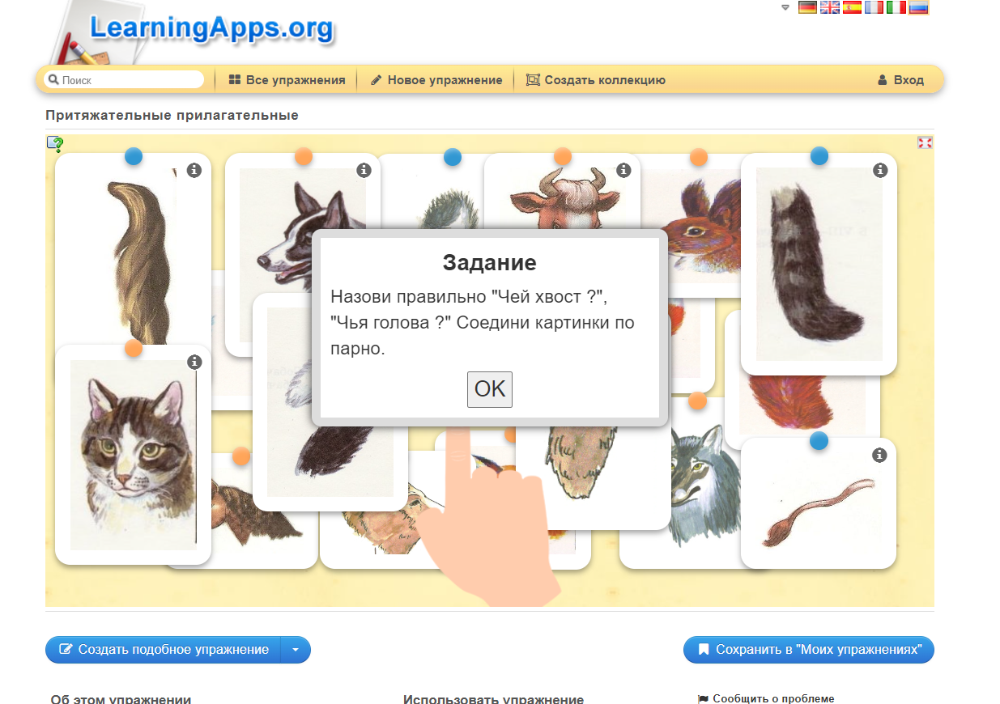 LearningApps.org
Поиск
Все упражнения
Новое упражнение
Создать коллекцию
Вход
Притяжательные прилагательные
Задание
Назови правильно "Чей хвост ?",
"Чья голова ?" Соедини картинки по
парно.
OK
Создать подобное упражнение
Сохранить в "Моих упражнениях"
Об этом упражнении
Использовать упражнение
Сообщить о проблеме